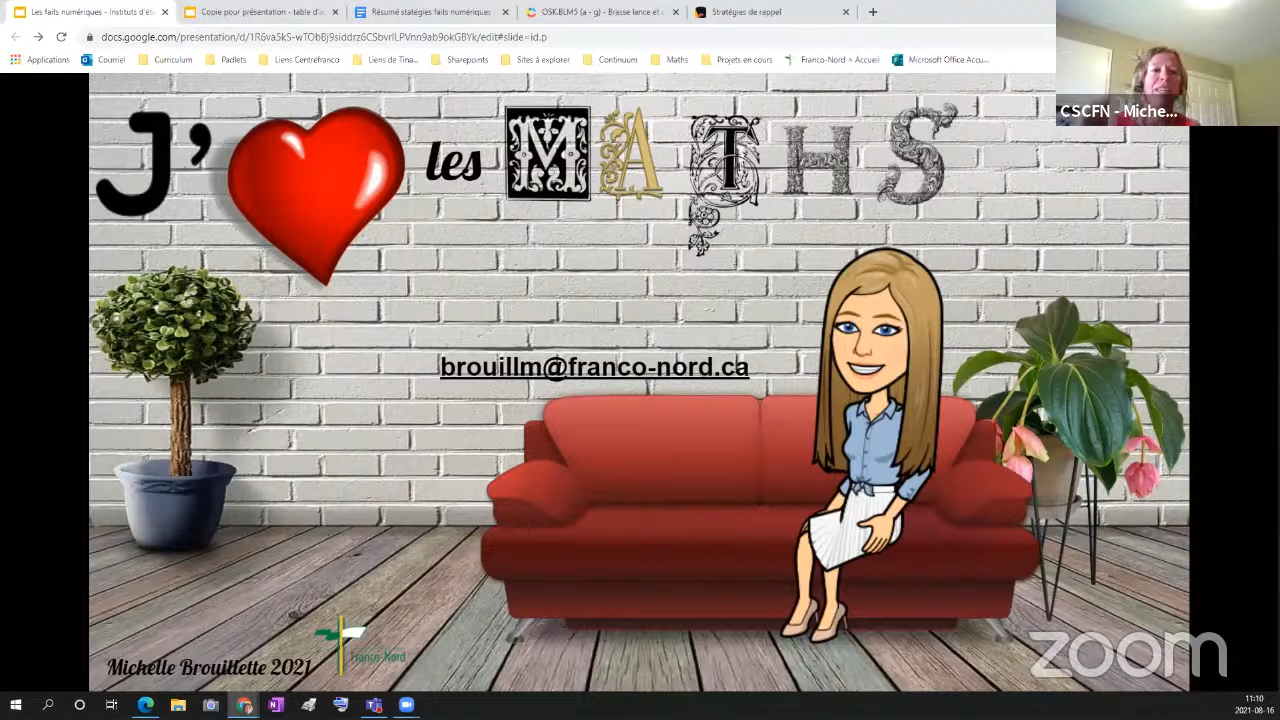 Les faits numériques - Instituts d'ét
Copie pour présentation - table d'ac
Résumé statégies faits numériques
OSK.BLM5 (a - g) - Brasse lance et c
Stratégies de rappel
docs.google.com/presentation/d/1R6va5kS-wTObBj9siddrz6CSbvrlLPVnn9ab9okGBYk/edit#slide=id.p
Applications
Courriel
Curriculum
Padlets
Liens Centrefranco
Liens de Tina...
Sharepoints
Sites à explorer
Continuum
Maths
Projets en cours
Franco-Nord > Accueil
Microsoft Office Accu...
CSCFN - Miche...
J' les MATHS
brouillm@franco-nord.ca
Michelle Brouillette 2021
Franco-Nord
zoom
11:10
2021-08-16